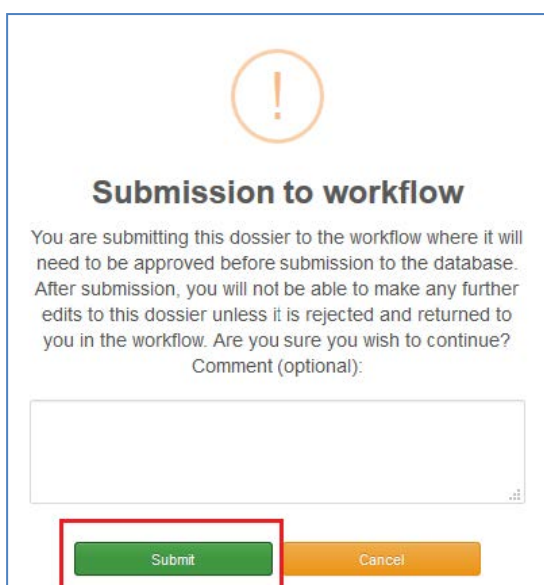 !
Submission to workflow
You are submitting this dossier to the workflow where it will
need to be approved before submission to the database.
After submission, you will not be able to make any further
edits to this dossier unless it is rejected and returned to
you in the workflow. Are you sure you wish to continue?
Comment (optional):
Submit Cancel